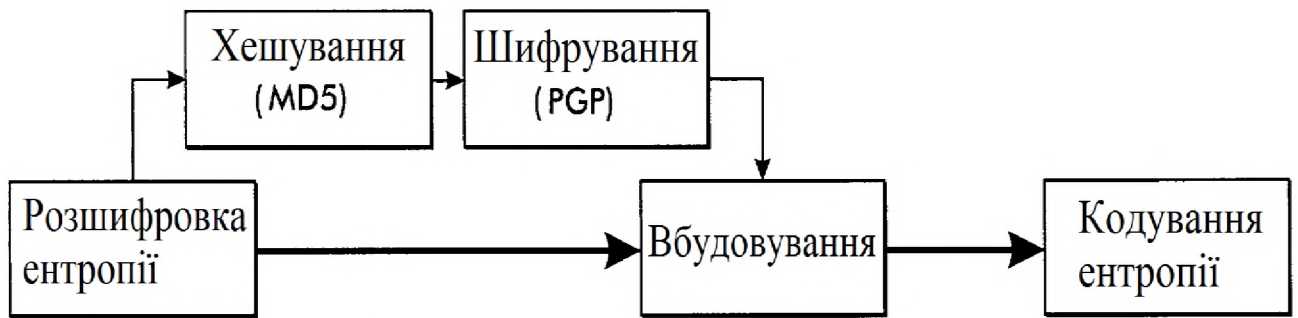 Хешування
(MD5)
Шифрування
(PGP)
Розшифровка
ентропії
Вбудовування
Кодування
ентропії